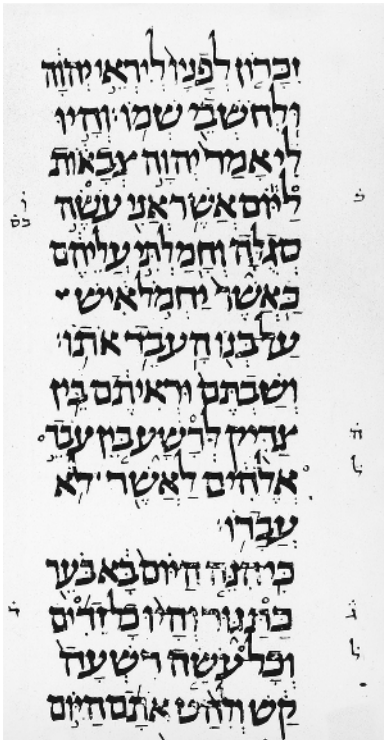 זכרון לפניו ליראי יהוה
ולחשבי שמו׃ והיו
לי אמר יהוה צבאות
ליום אשר אני עשה
סגלה וחמלתי עליהם
כאשר יחמל איש
על בנו העבד אתו׃
ושבתם וראיתם בין
צדיק לרשע בין עבד
אלהים לאשר לא
עבדו׃
כי הנה היום בא בער
כתנור והיו כל זדים
וכל עשה רשעה
קש ולהט אתם היום